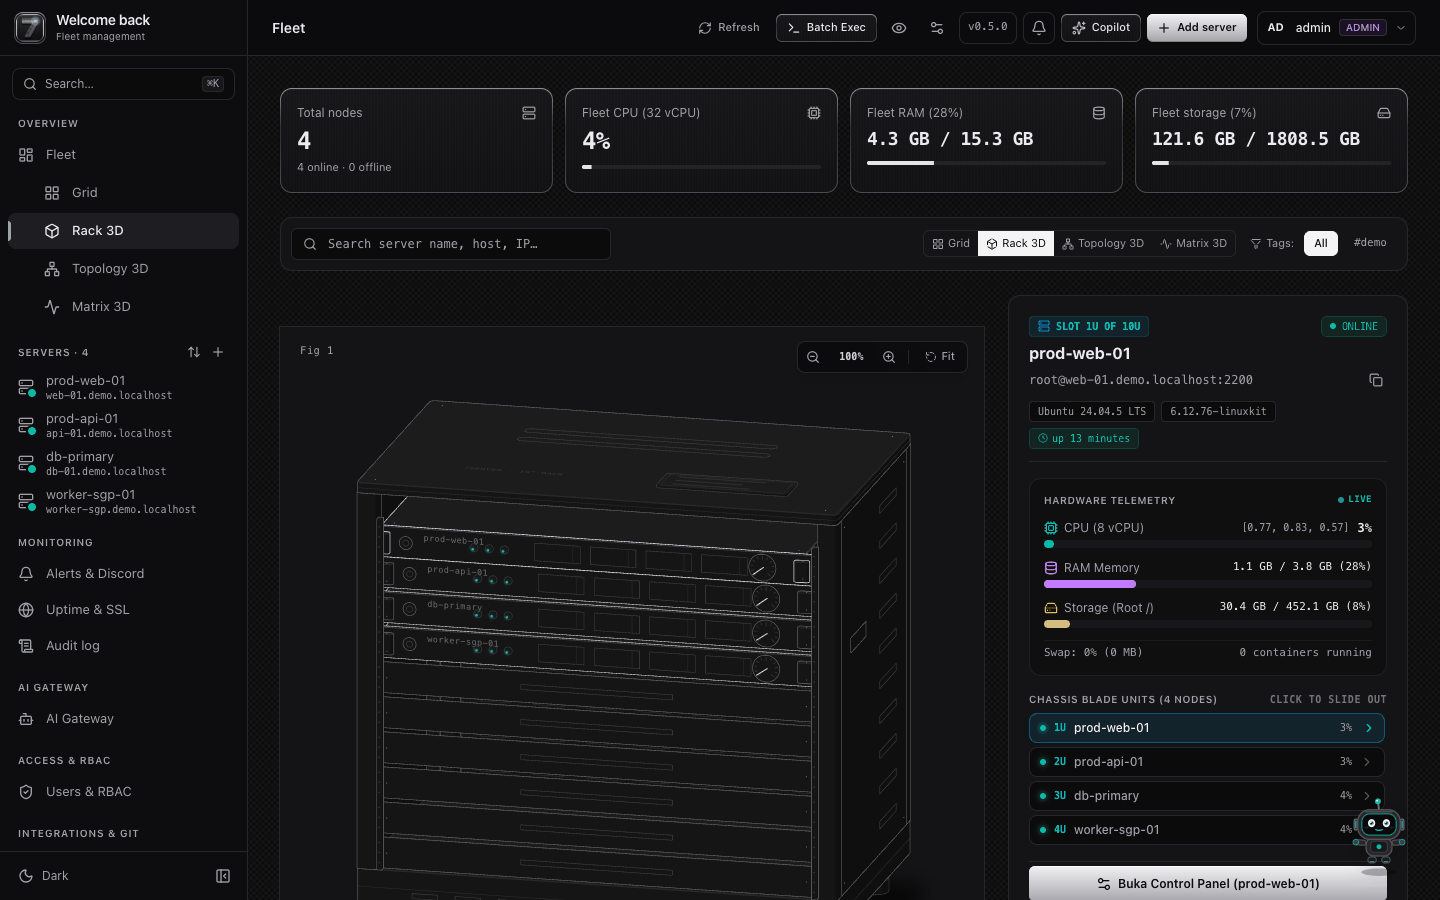 Welcome back
Fleet management
Search...
⌘K
OVERVIEW
Fleet
Grid
Rack 3D
Topology 3D
Matrix 3D
SERVERS · 4
prod-web-01
web-01.demo.localhost
prod-api-01
api-01.demo.localhost
db-primary
db-01.demo.localhost
worker-sgp-01
worker-sgp.demo.localhost
MONITORING
Alerts & Discord
Uptime & SSL
Audit log
AI GATEWAY
AI Gateway
ACCESS & RBAC
Users & RBAC
INTEGRATIONS & GIT
Dark
Fleet
Refresh
Batch Exec
v0.5.0
Copilot
Add server
AD admin ADMIN
Total nodes
4
4 online · 0 offline
Fleet CPU (32 vCPU)
4%
Fleet RAM (28%)
4.3 GB / 15.3 GB
Fleet storage (7%)
121.6 GB / 1808.5 GB
Search server name, host, IP…
Grid
Rack 3D
Topology 3D
Matrix 3D
Tags:
All
#demo
Fig 1
100%
Fit
prod-web-01
prod-api-01
db-primary
worker-sgp-01
SLOT 1U OF 10U
ONLINE
prod-web-01
root@web-01.demo.localhost:2200
Ubuntu 24.04.5 LTS
6.12.76-linuxkit
up 13 minutes
HARDWARE TELEMETRY
LIVE
CPU (8 vCPU)
[0.77, 0.83, 0.57] 3%
RAM Memory
1.1 GB / 3.8 GB (28%)
Storage (Root /)
30.4 GB / 452.1 GB (8%)
Swap: 0% (0 MB)
0 containers running
CHASSIS BLADE UNITS (4 NODES)
CLICK TO SLIDE OUT
1U prod-web-01 3%
2U prod-api-01 3%
3U db-primary 4%
4U worker-sgp-01 4%
Buka Control Panel (prod-web-01)